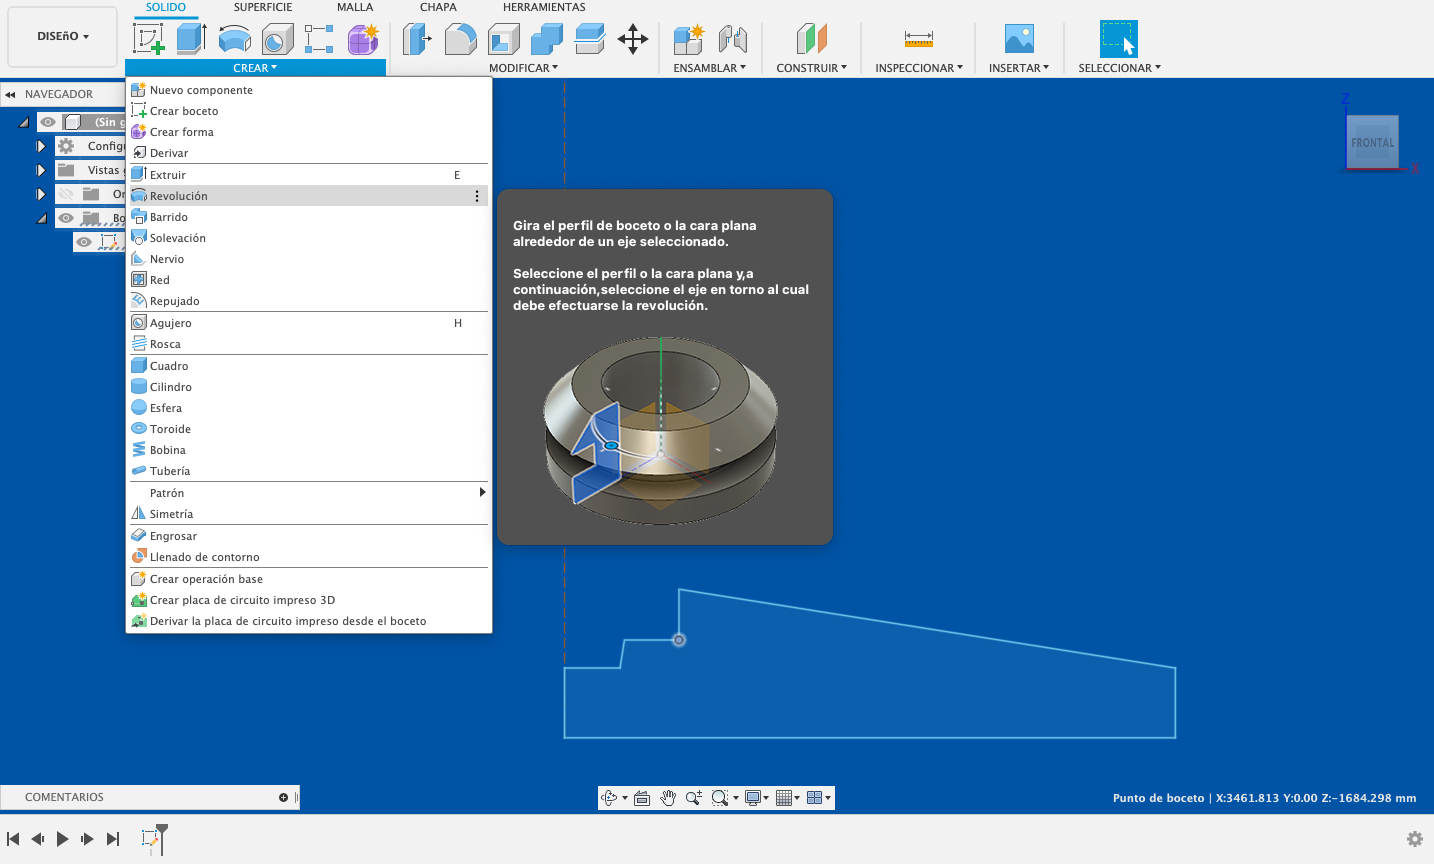 SOLIDO SUPERFICIE MALLA CHAPA HERRAMIENTAS
DISEñO
CREAR MODIFICAR ENSAMBLAR CONSTRUIR INSPECCIONAR INSERTAR SELECCIONAR
NAVEGADOR
(Sin g
Config
Vistas g
Or
Bo
Nuevo componente
Crear boceto
Crear forma
Derivar
Extruir E
Revolución
Barrido
Solevación
Nervio
Red
Repujado
Agujero H
Rosca
Cuadro
Cilindro
Esfera
Toroide
Bobina
Tubería
Patrón
Simetría
Engrosar
Llenado de contorno
Crear operación base
Crear placa de circuito impreso 3D
Derivar la placa de circuito impreso desde el boceto
Gira el perfil de boceto o la cara plana
alrededor de un eje seleccionado.
Seleccione el perfil o la cara plana y,a
continuación,seleccione el eje en torno al cual
debe efectuarse la revolución.
Z
FRONTAL
X
COMENTARIOS
Punto de boceto | X:3461.813 Y:0.00 Z:-1684.298 mm